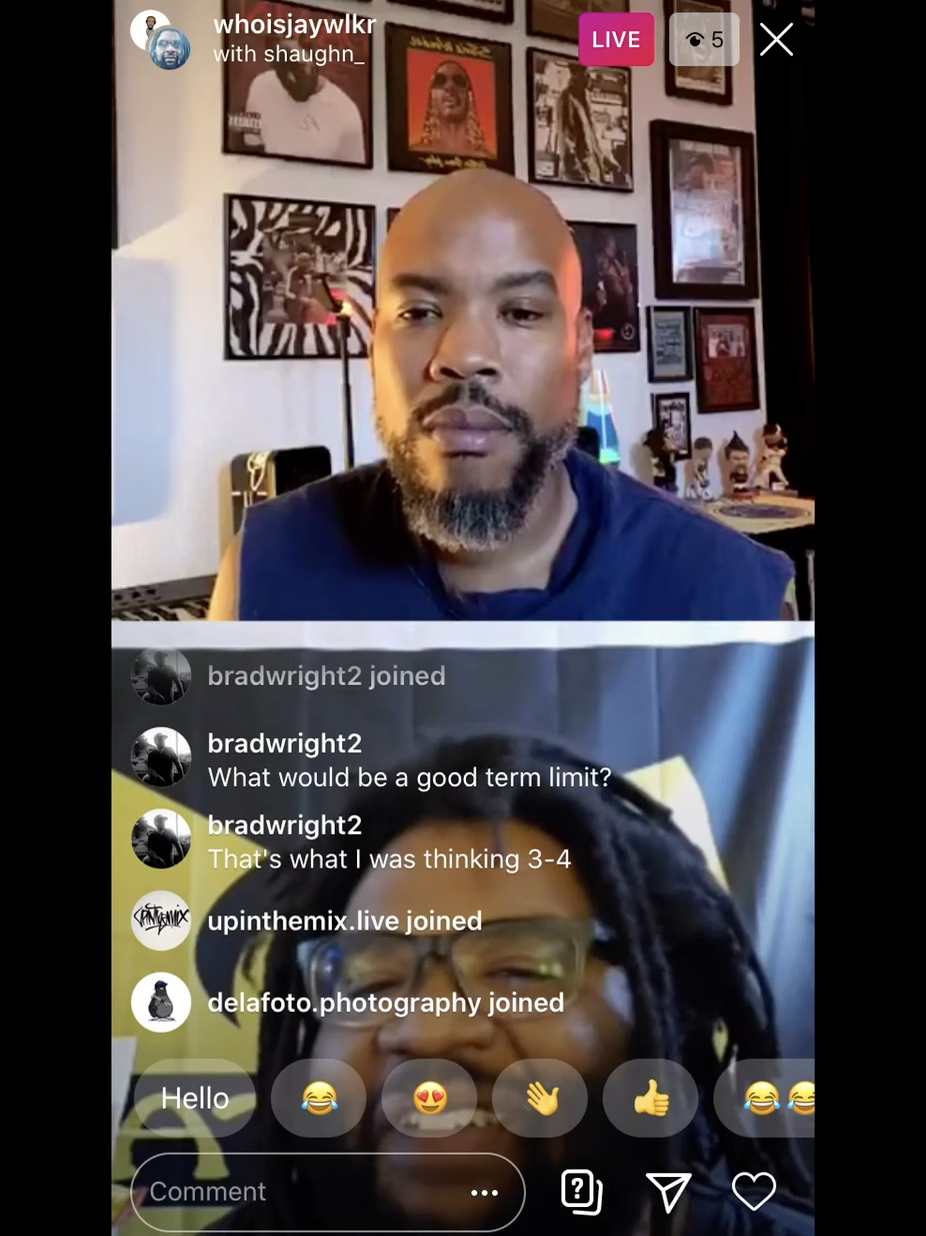 whoisjaywlkr
with shaughn_
LIVE
5
bradwright2 joined
bradwright2
What would be a good term limit?
bradwright2
That's what I was thinking 3-4
upinthemix.live joined
delafoto.photography joined
Hello
Comment